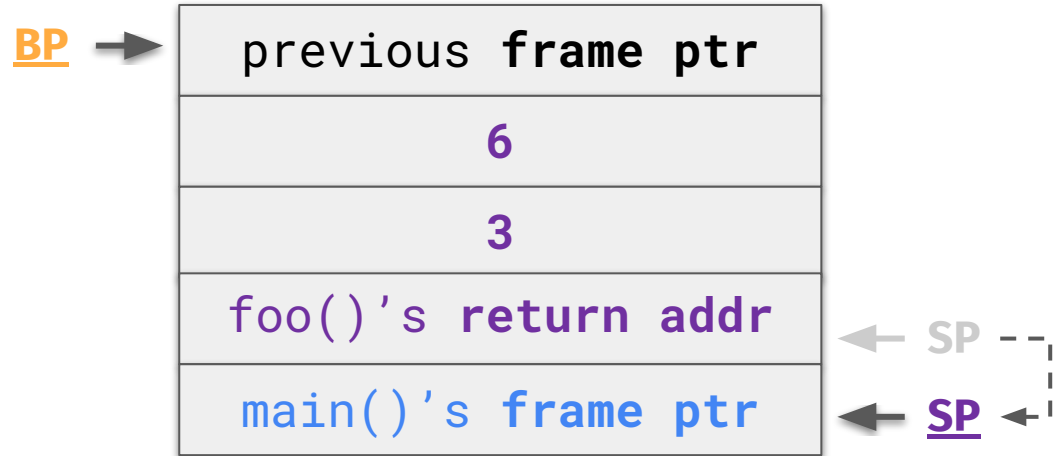 BP
previous frame ptr
6
3
foo()’s return addr
SP
main()’s frame ptr
SP